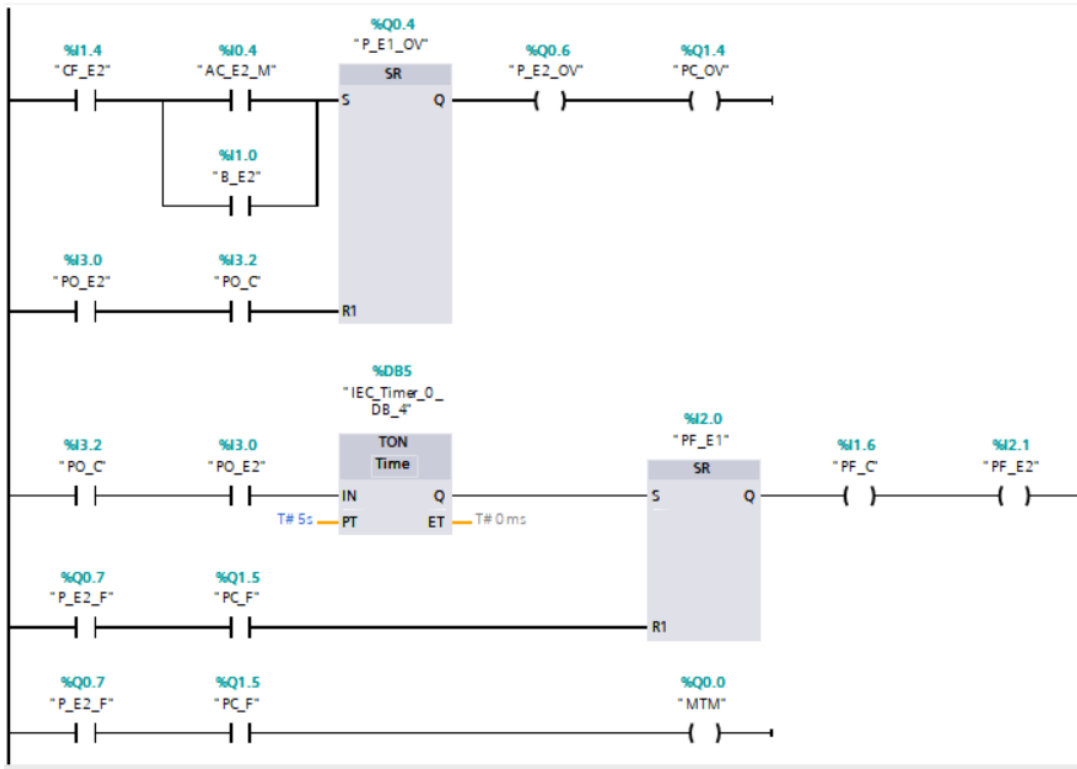 %Q0.4
"P_E1_OV"
%I1.4
"CF_E2"
%I0.4
"AC_E2_M"
SR
%Q0.6
"P_E2_OV"
%Q1.4
"PC_OV"
S
Q
%I1.0
"B_E2"
%I3.0
"PO_E2"
%I3.2
"PO_C"
R1
%DB5
"IEC_Timer_0_
DB_4"
%I3.2
"PO_C"
%I3.0
"PO_E2"
TON
Time
%I2.0
"PF_E1"
SR
%I1.6
"PF_C"
%I2.1
"PF_E2"
IN
Q
S
Q
T#5s
PT
ET
T#0ms
%Q0.7
"P_E2_F"
%Q1.5
"PC_F"
R1
%Q0.7
"P_E2_F"
%Q1.5
"PC_F"
%Q0.0
"MTM"